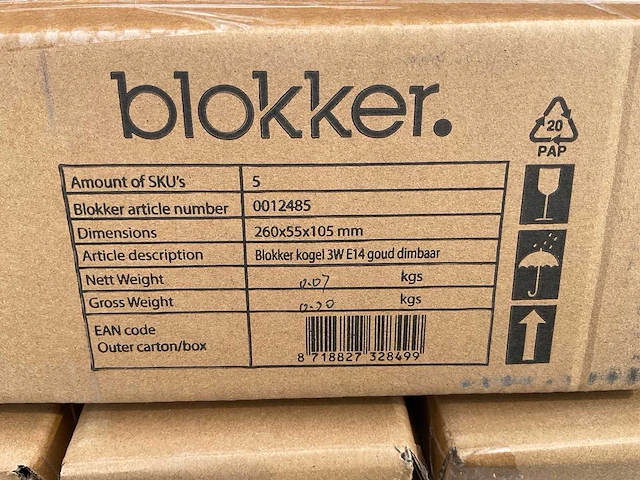 blokker.
20
PAP
Amount of SKU's 5
Blokker article number 0012485
Dimensions 260x55x105 mm
Article description Blokker kogel 3W E14 goud dimbaar
Nett Weight 0.07 kgs
Gross Weight 0.20 kgs
EAN code
Outer carton/box
8 718827 328499